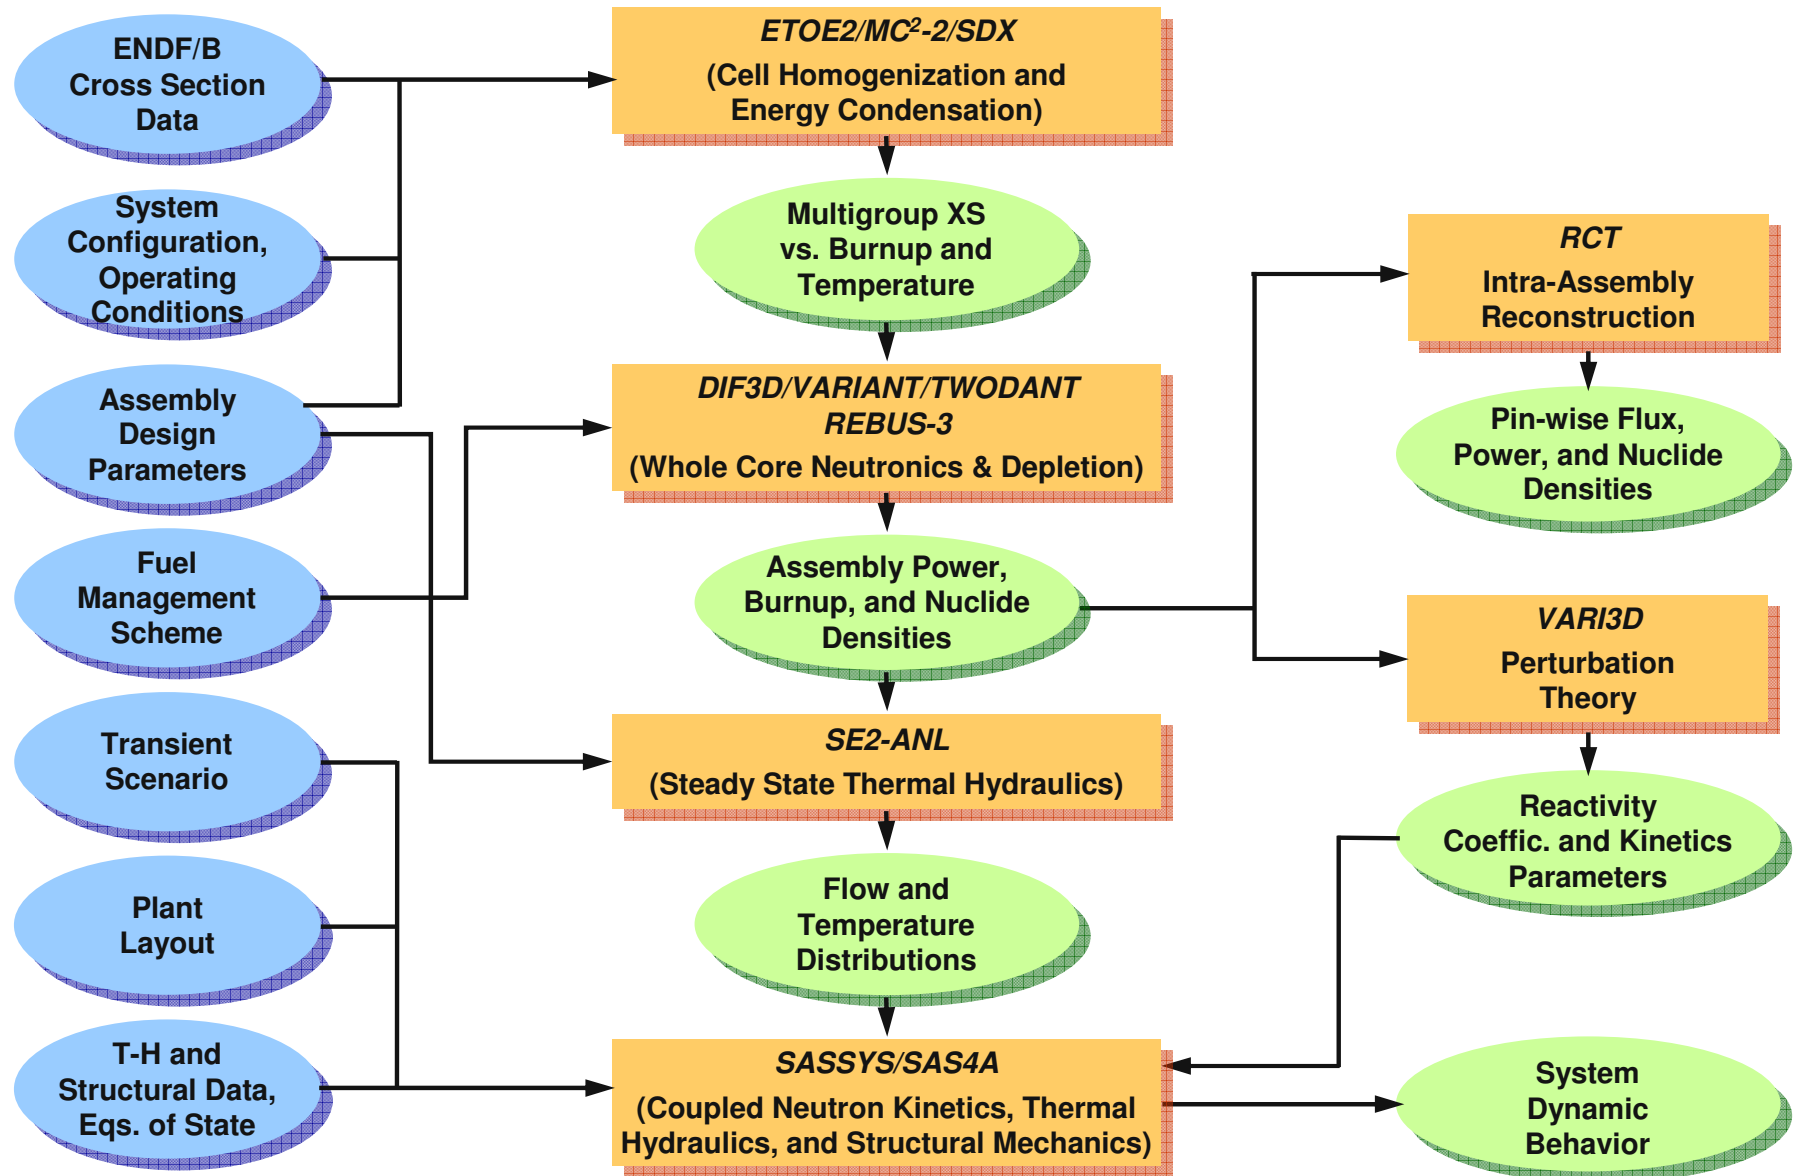 ENDF/B
Cross Section
Data
System
Configuration,
Operating
Conditions
Assembly
Design
Parameters
Fuel
Management
Scheme
Transient
Scenario
Plant
Layout
T-H and
Structural Data,
Eqs. of State
ETOE2/MC²-2/SDX
(Cell Homogenization and
Energy Condensation)
Multigroup XS
vs. Burnup and
Temperature
DIF3D/VARIANT/TWODANT
REBUS-3
(Whole Core Neutronics & Depletion)
Assembly Power,
Burnup, and Nuclide
Densities
SE2-ANL
(Steady State Thermal Hydraulics)
Flow and
Temperature
Distributions
SASSYS/SAS4A
(Coupled Neutron Kinetics, Thermal
Hydraulics, and Structural Mechanics)
RCT
Intra-Assembly
Reconstruction
Pin-wise Flux,
Power, and Nuclide
Densities
VARI3D
Perturbation
Theory
Reactivity
Coeffic. and Kinetics
Parameters
System
Dynamic
Behavior